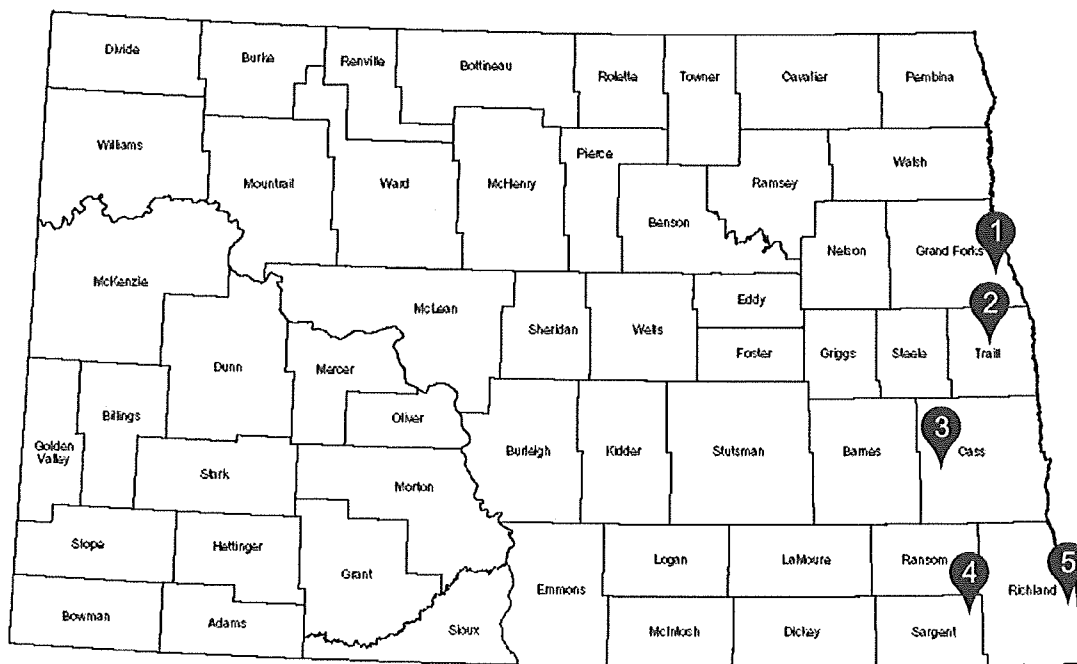 Divide
Burke
Renville
Bottineau
Rolette
Towner
Cavalier
Pembina
Williams
Mountrail
Ward
McHenry
Pierce
Benson
Ramsey
Walsh
Nelson
Grand Forks
1
McKenzie
Dunn
McLean
Mercer
Oliver
Sheridan
Wells
Eddy
Foster
Griggs
Steele
2
Traill
Golden
Valley
Billings
Stark
Morton
Burleigh
Kidder
Stutsman
Barnes
3
Cass
Slope
Hettinger
Grant
Bowman
Adams
Sioux
Emmons
Logan
LaMoure
Ransom
4
Richland
5
McIntosh
Dickey
Sargent